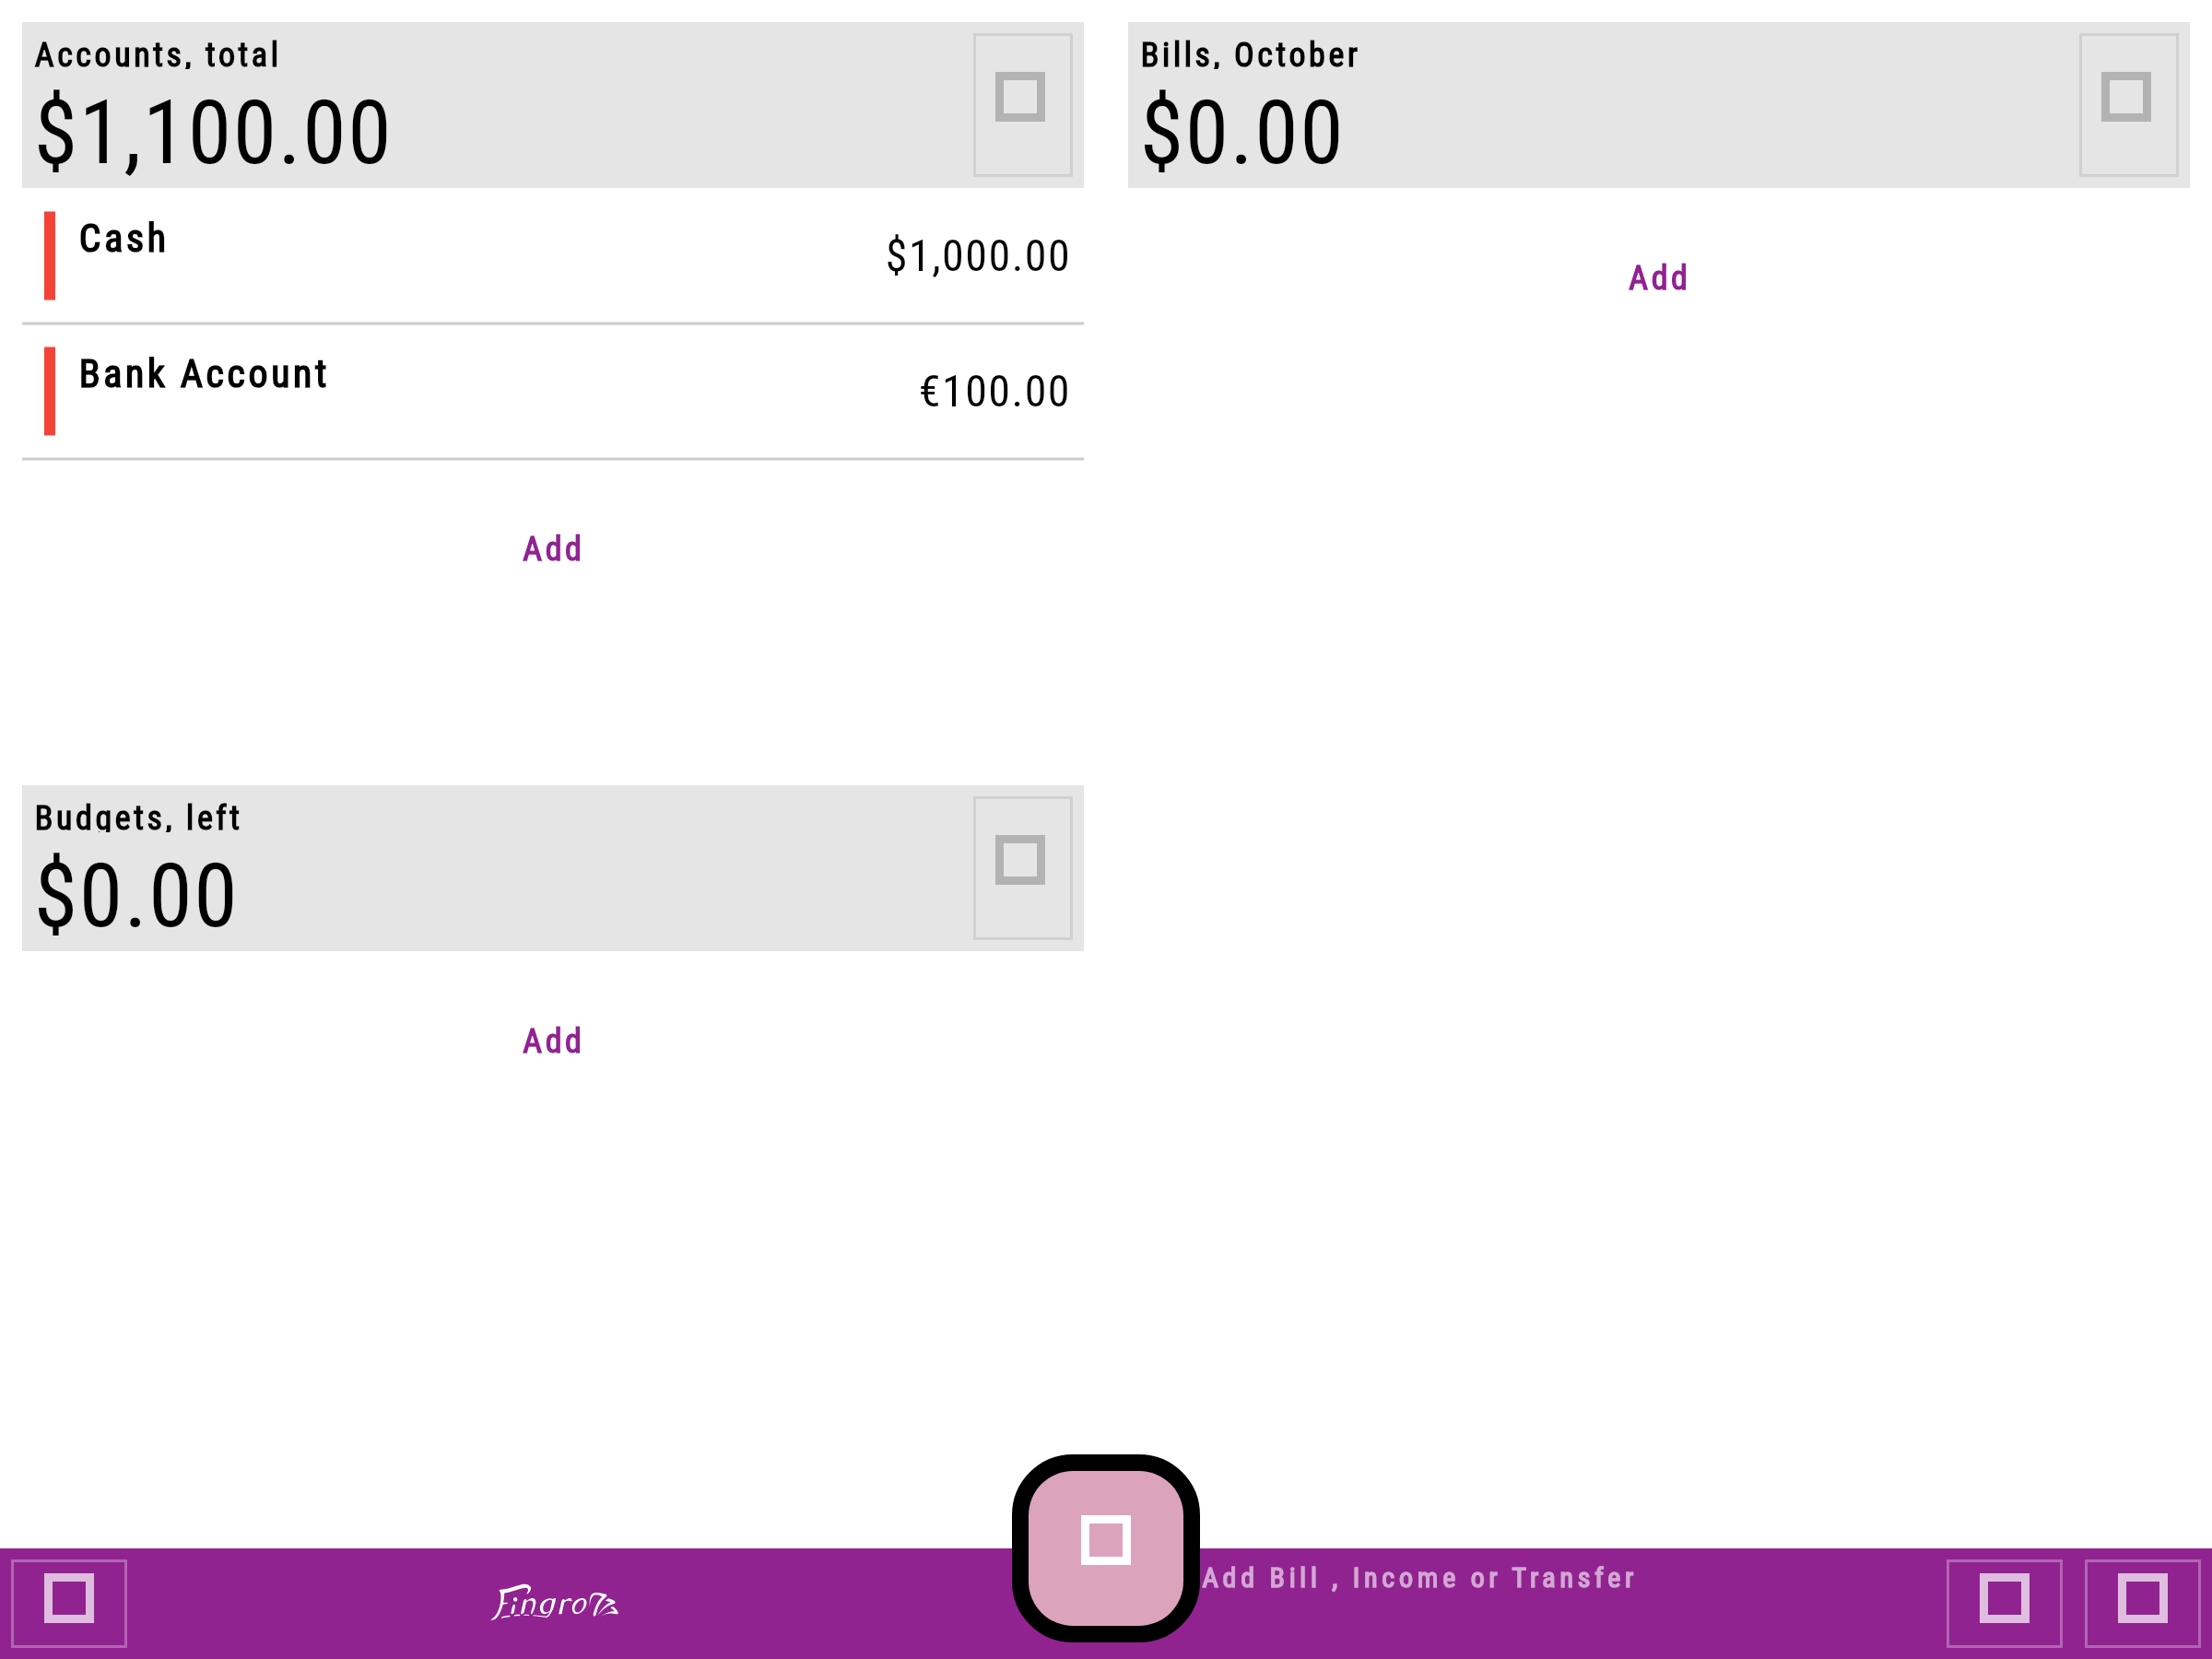 Accounts, total
$1,100.00
Cash
$1,000.00
Bank Account
€100.00
Add
Bills, October
$0.00
Add
Budgets, left
$0.00
Add
Add Bill , Income or Transfer